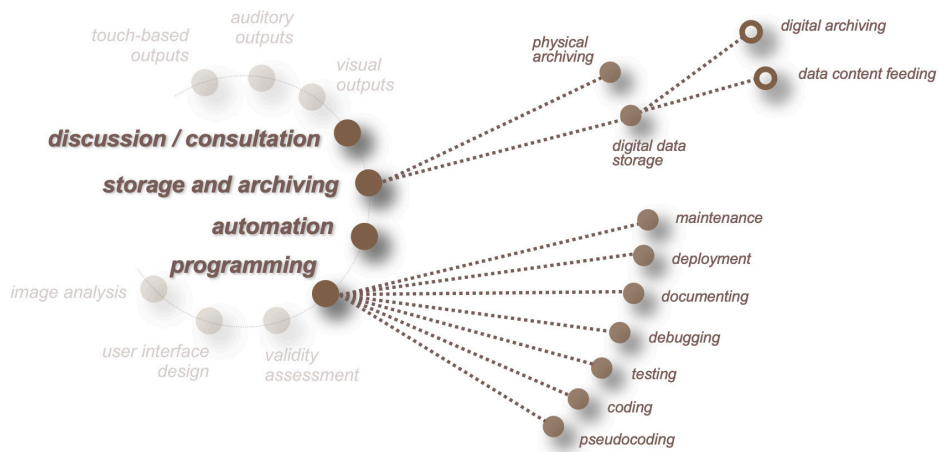 auditory
outputs
touch-based
outputs
visual
outputs
discussion / consultation
storage and archiving
automation
programming
image analysis
user interface
design
validity
assessment
physical
archiving
digital archiving
data content feeding
digital data
storage
maintenance
deployment
documenting
debugging
testing
coding
pseudocoding